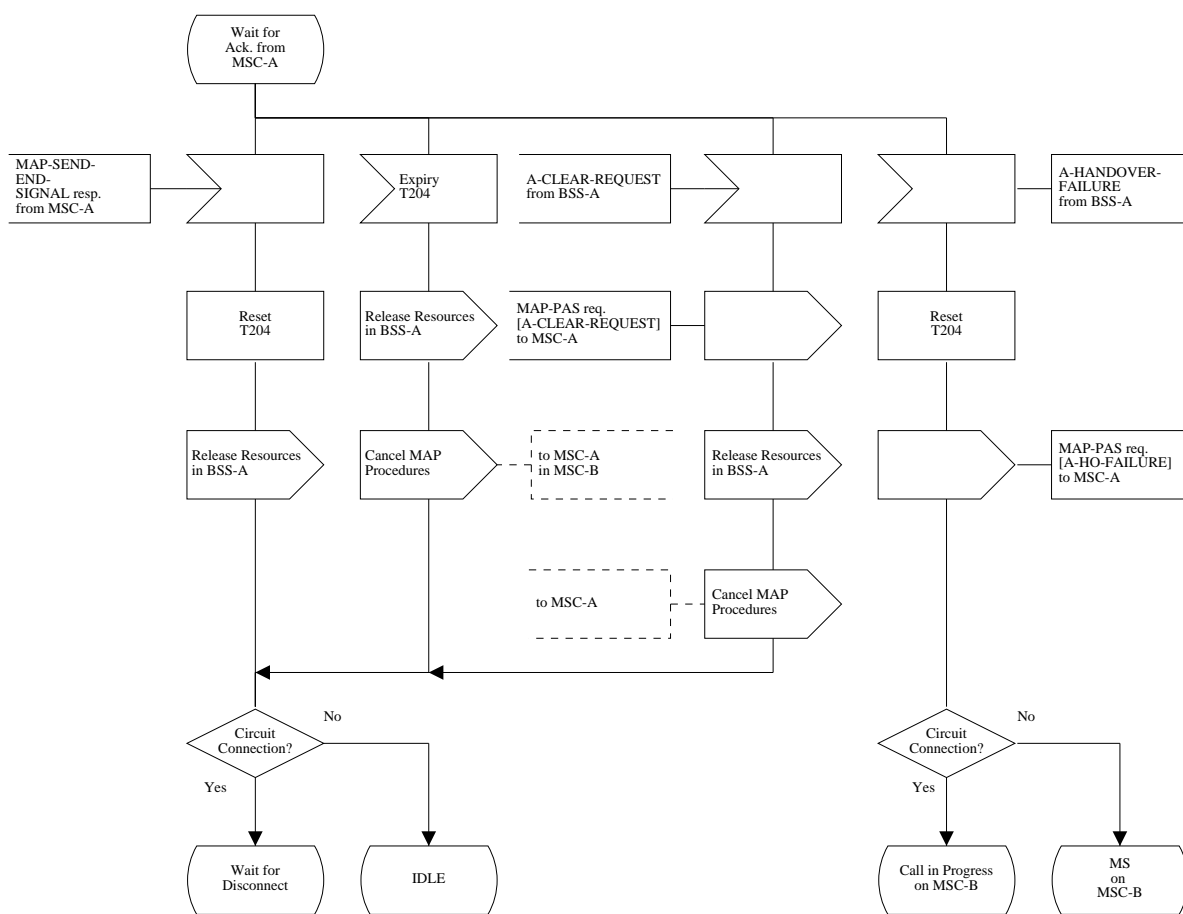 Wait for
Ack. from
MSC-A
MAP-SEND-
END-
SIGNAL resp.
from MSC-A
Expiry
T204
A-CLEAR-REQUEST
from BSS-A
A-HANDOVER-
FAILURE
from BSS-A
Reset
T204
Release Resources
in BSS-A
MAP-PAS req.
[A-CLEAR-REQUEST]
to MSC-A
Reset
T204
Release Resources
in BSS-A
Cancel MAP
Procedures
to MSC-A
in MSC-B
Release Resources
in BSS-A
MAP-PAS req.
[A-HO-FAILURE]
to MSC-A
to MSC-A
Cancel MAP
Procedures
Circuit
Connection?
No
Yes
Circuit
Connection?
No
Yes
Wait for
Disconnect
IDLE
Call in Progress
on MSC-B
MS
on
MSC-B